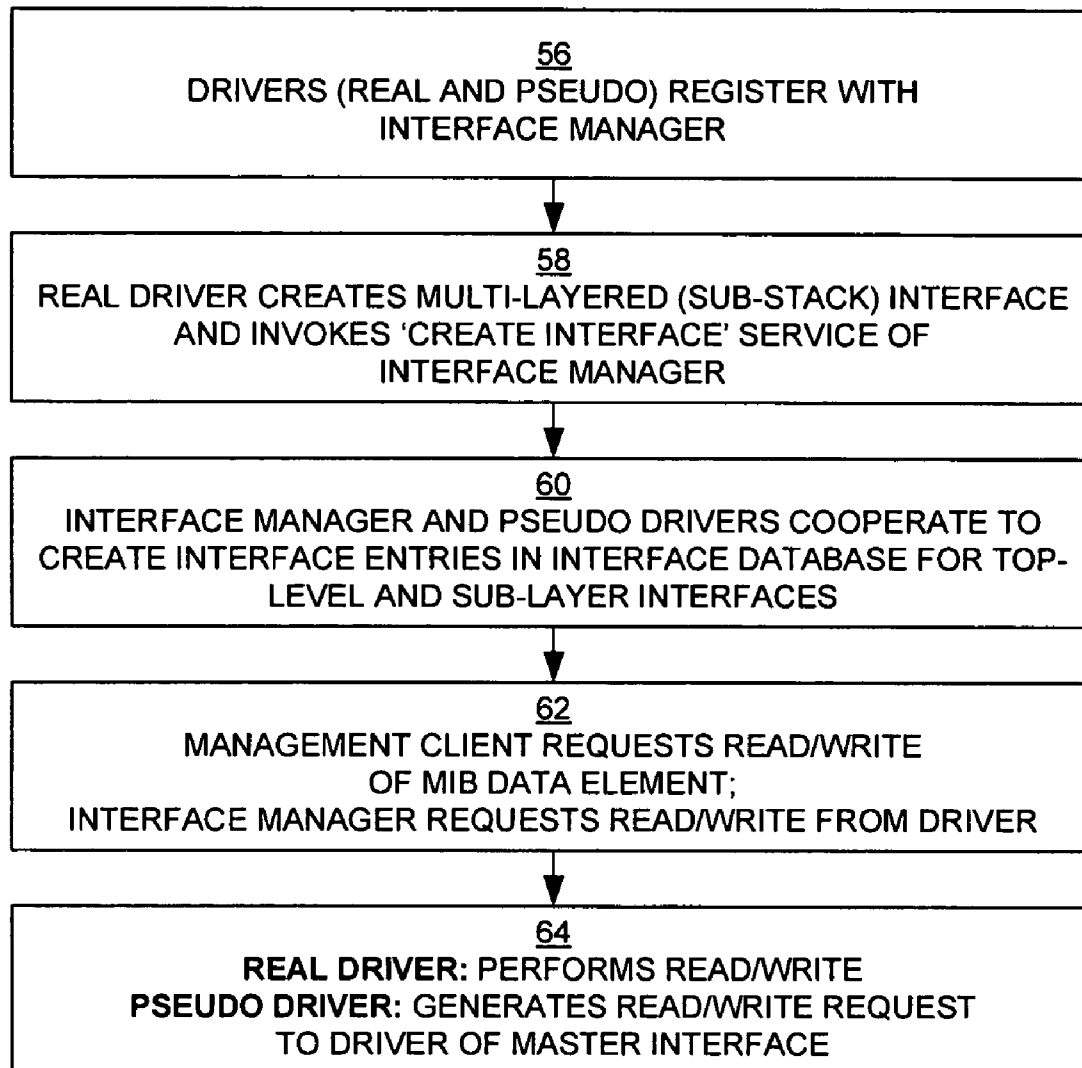 56
DRIVERS (REAL AND PSEUDO) REGISTER WITH
INTERFACE MANAGER
58
REAL DRIVER CREATES MULTI-LAYERED (SUB-STACK) INTERFACE
AND INVOKES ‘CREATE INTERFACE’ SERVICE OF
INTERFACE MANAGER
60
INTERFACE MANAGER AND PSEUDO DRIVERS COOPERATE TO
CREATE INTERFACE ENTRIES IN INTERFACE DATABASE FOR TOP-
LEVEL AND SUB-LAYER INTERFACES
62
MANAGEMENT CLIENT REQUESTS READ/WRITE
OF MIB DATA ELEMENT;
INTERFACE MANAGER REQUESTS READ/WRITE FROM DRIVER
64
REAL DRIVER: PERFORMS READ/WRITE
PSEUDO DRIVER: GENERATES READ/WRITE REQUEST
TO DRIVER OF MASTER INTERFACE